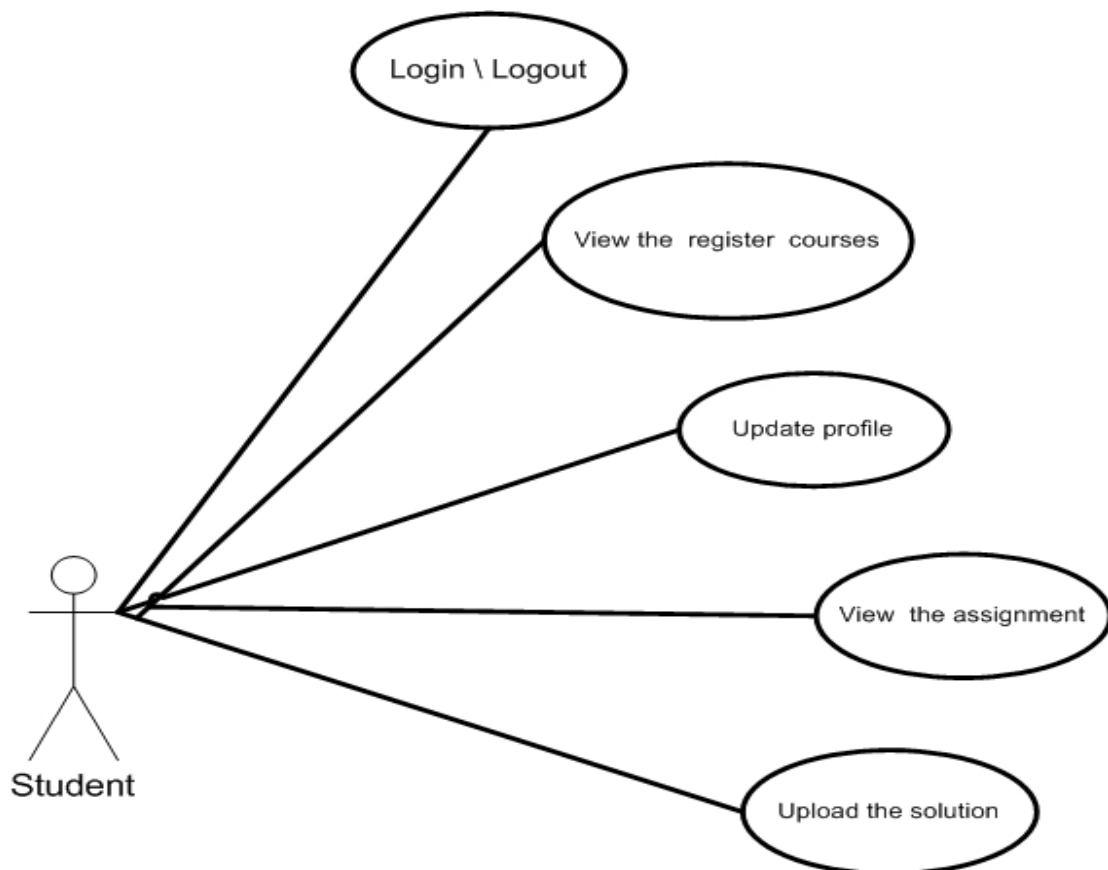 Login \ Logout
View the register courses
Update profile
View the assignment
Student
Upload the solution